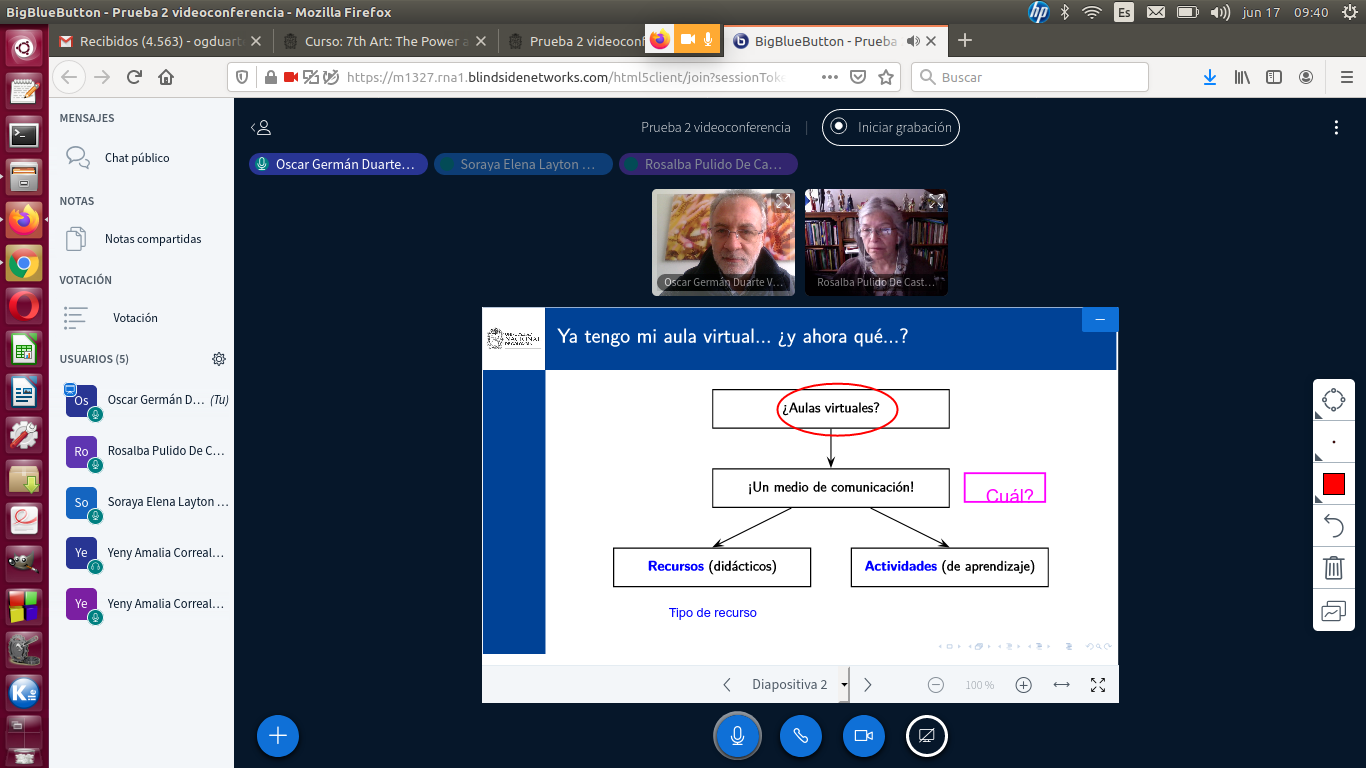 BigBlueButton - Prueba 2 videoconferencia - Mozilla Firefox
Es
jun 17
09:40
Recibidos (4.563) - ogduart
Curso: 7th Art: The Power a
Prueba 2 videoconf
BigBlueButton - Prueba
https://m1327.rna1.blindsidenetworks.com/html5client/join?sessionToke
Buscar
MENSAJES
Chat público
NOTAS
Notas compartidas
VOTACIÓN
Votación
USUARIOS (5)
Os
Oscar Germán D... (Tu)
Ro
Rosalba Pulido De C...
So
Soraya Elena Layton ...
Ye
Yeny Amalia Correal...
Ye
Yeny Amalia Correal...
Prueba 2 videoconferencia
Iniciar grabación
Oscar Germán Duarte...
Soraya Elena Layton ...
Rosalba Pulido De Ca...
Oscar Germán Duarte V...
Rosalba Pulido De Cast...
NACIONAL
Ya tengo mi aula virtual... ¿y ahora qué...?
¿Aulas virtuales?
¡Un medio de comunicación!
Cuál?
Recursos (didácticos)
Actividades (de aprendizaje)
Tipo de recurso
Diapositiva 2
100 %